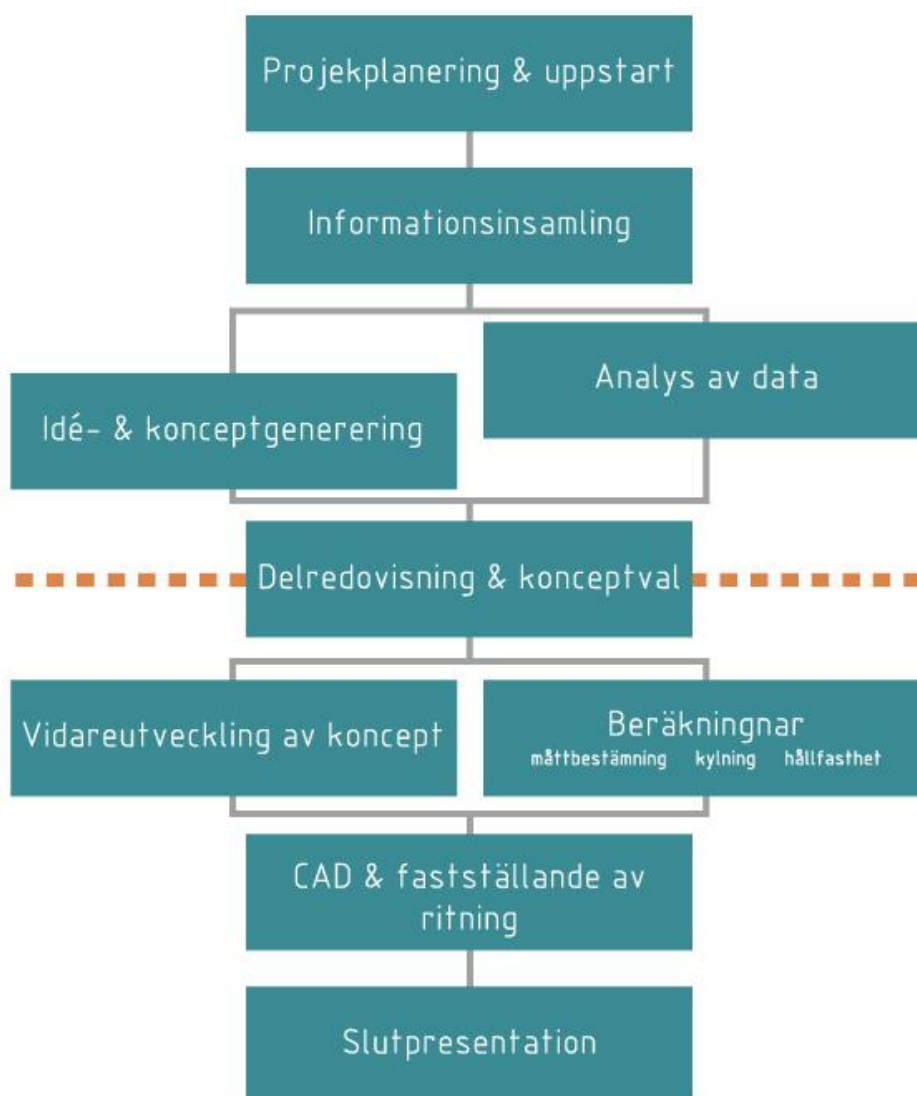 Projekplanering & uppstart
Informationsinsamling
Analys av data
Idé- & konceptgenerering
Delredovisning & konceptval
Vidareutveckling av koncept
Beräkningnar
måttbestämning kylning hållfasthet
CAD & fastställande av
ritning
Slutpresentation